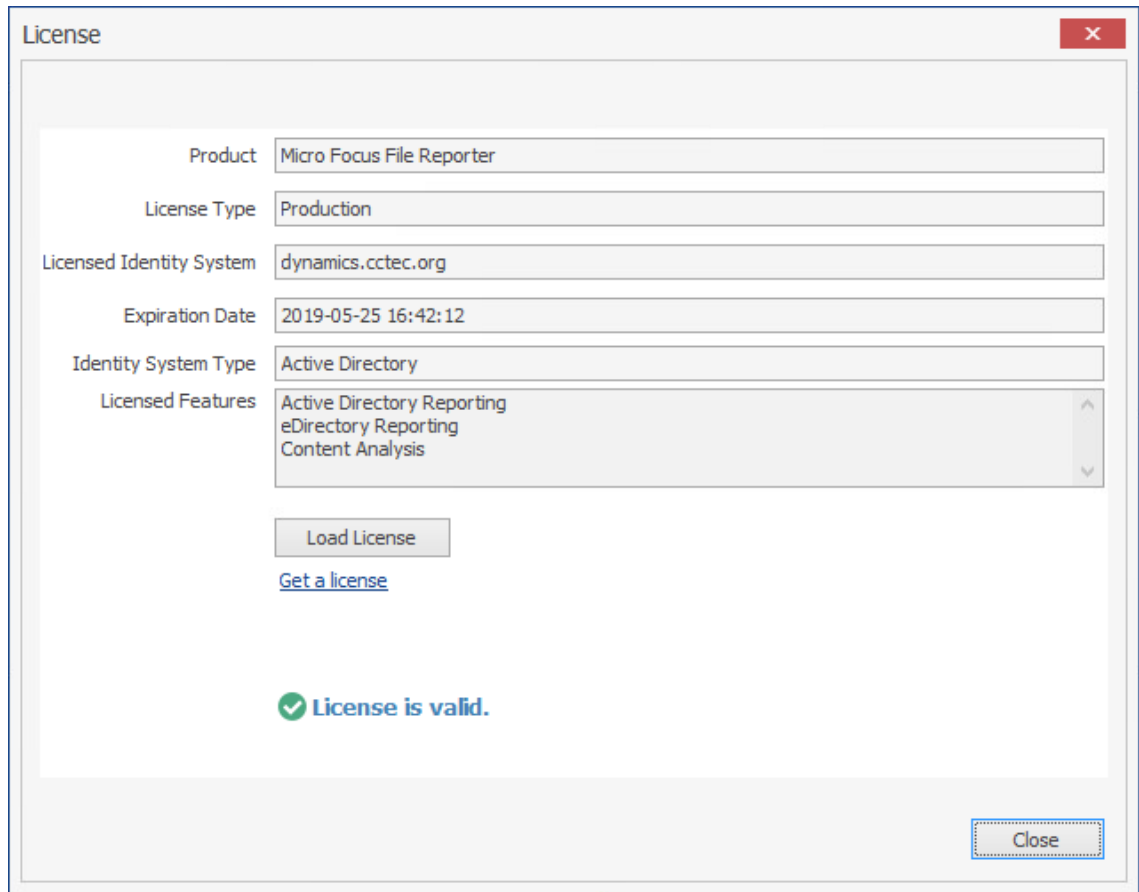 License
Product Micro Focus File Reporter
License Type Production
Licensed Identity System dynamics.cctec.org
Expiration Date 2019-05-25 16:42:12
Identity System Type Active Directory
Licensed Features Active Directory Reporting
eDirectory Reporting
Content Analysis
Load License
Get a license
License is valid.
Close